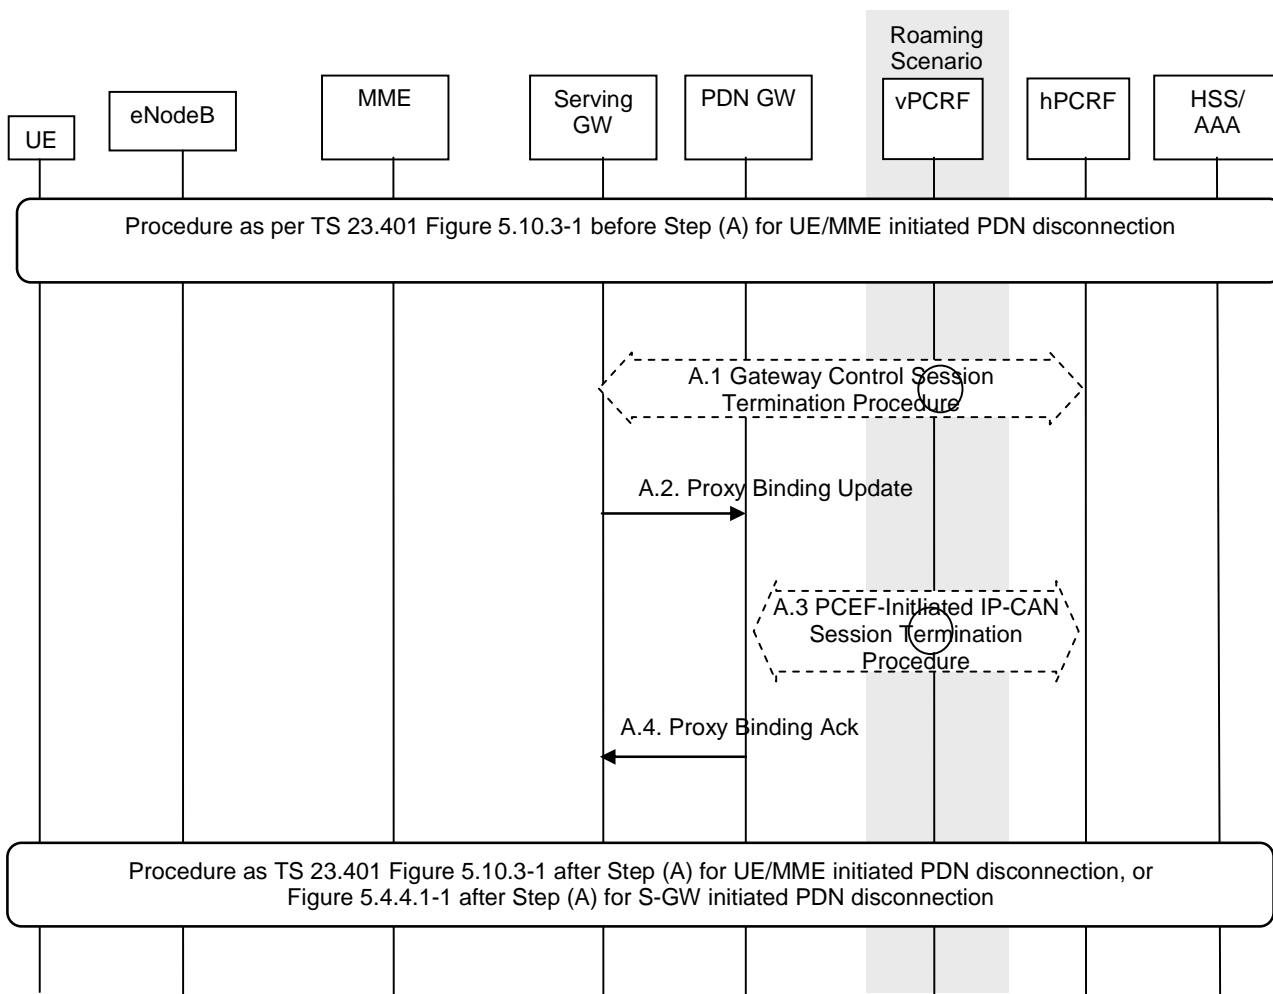 Roaming
Scenario
UE
eNodeB
MME
Serving
GW
PDN GW
vPCRF
hPCRF
HSS/
AAA
Procedure as per TS 23.401 Figure 5.10.3-1 before Step (A) for UE/MME initiated PDN disconnection
A.1 Gateway Control Session
Termination Procedure
A.2. Proxy Binding Update
A.3 PCEF-Initliated IP-CAN
Session Termination
Procedure
A.4. Proxy Binding Ack
Procedure as TS 23.401 Figure 5.10.3-1 after Step (A) for UE/MME initiated PDN disconnection, or
Figure 5.4.4.1-1 after Step (A) for S-GW initiated PDN disconnection